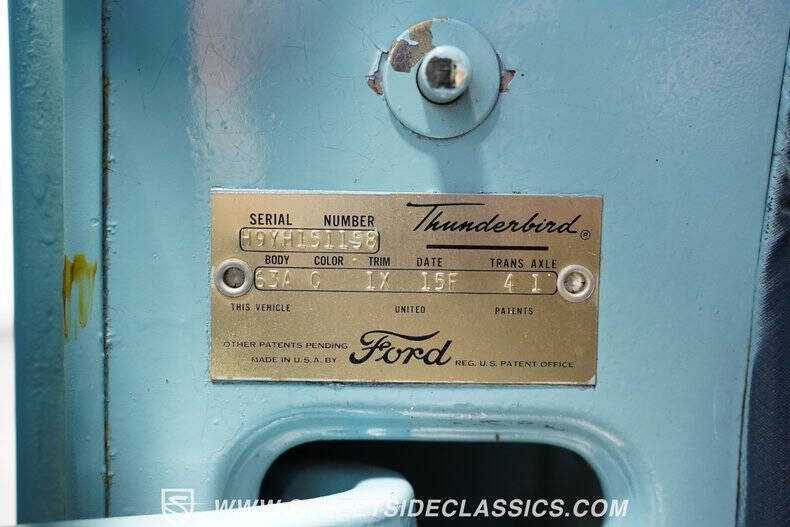 SERIAL NUMBER
Thunderbird®
H9YH151158
BODY COLOR TRIM DATE TRANS AXLE
63A 1X 15F 4 1
THIS VEHICLE UNITED PATENTS
OTHER PATENTS PENDING
MADE IN U.S.A. BY Ford REG. U.S. PATENT OFFICE
WWW.STREETSIDECLASSICS.COM